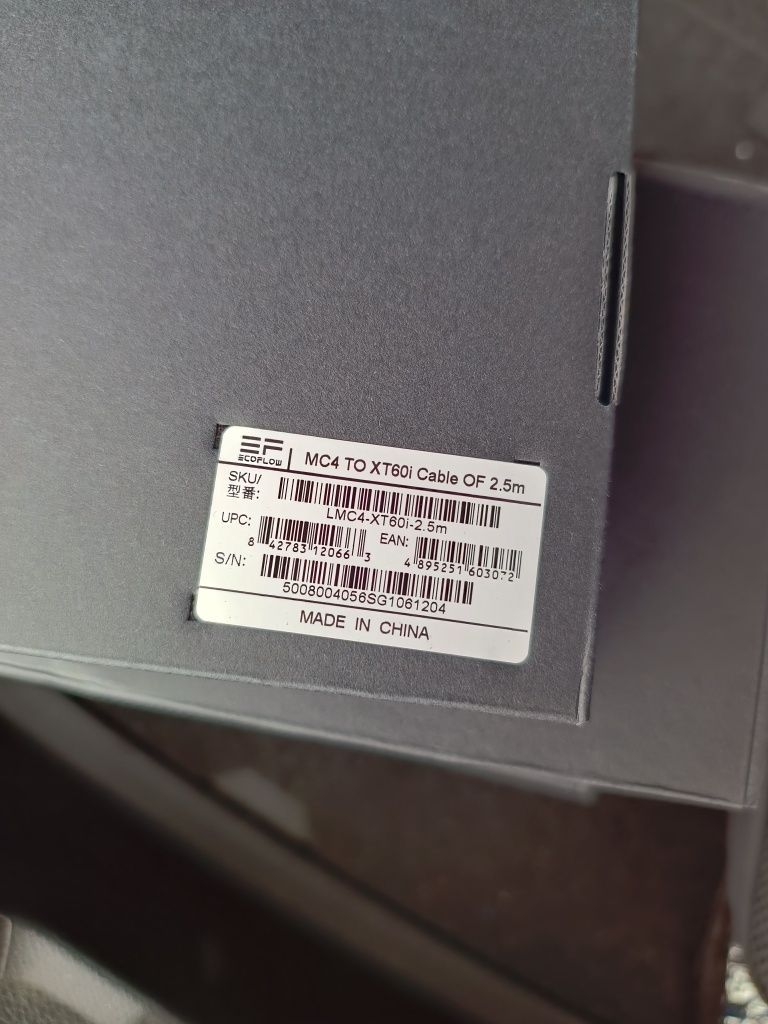 EF
ECOFLOW
MC4 TO XT60i Cable OF 2.5m
SKU/
型番:
LMC4-XT60i-2.5m
UPC:
8 42783 12066 3
EAN:
4 895251 603072
S/N:
5008004056SG1061204
MADE IN CHINA